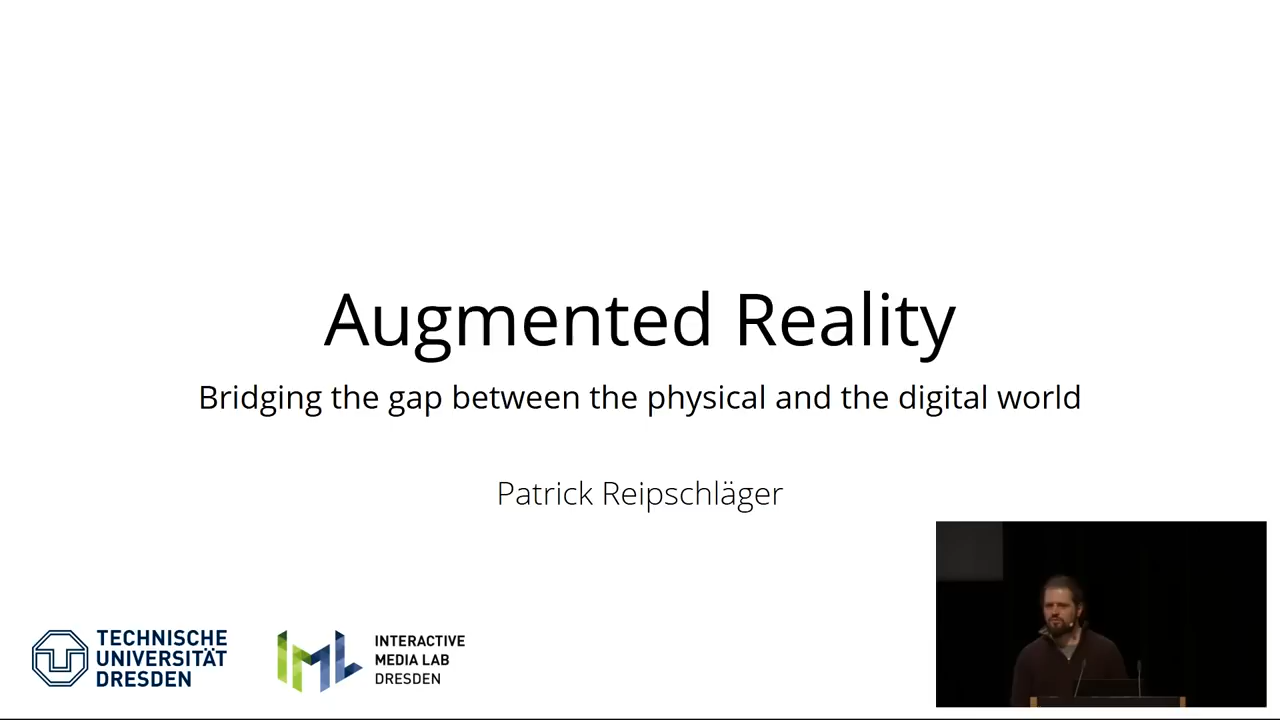 Augmented Reality
Bridging the gap between the physical and the digital world
Patrick Reipschläger
TECHNISCHE
UNIVERSITÄT
DRESDEN
INTERACTIVE
MEDIA LAB
DRESDEN